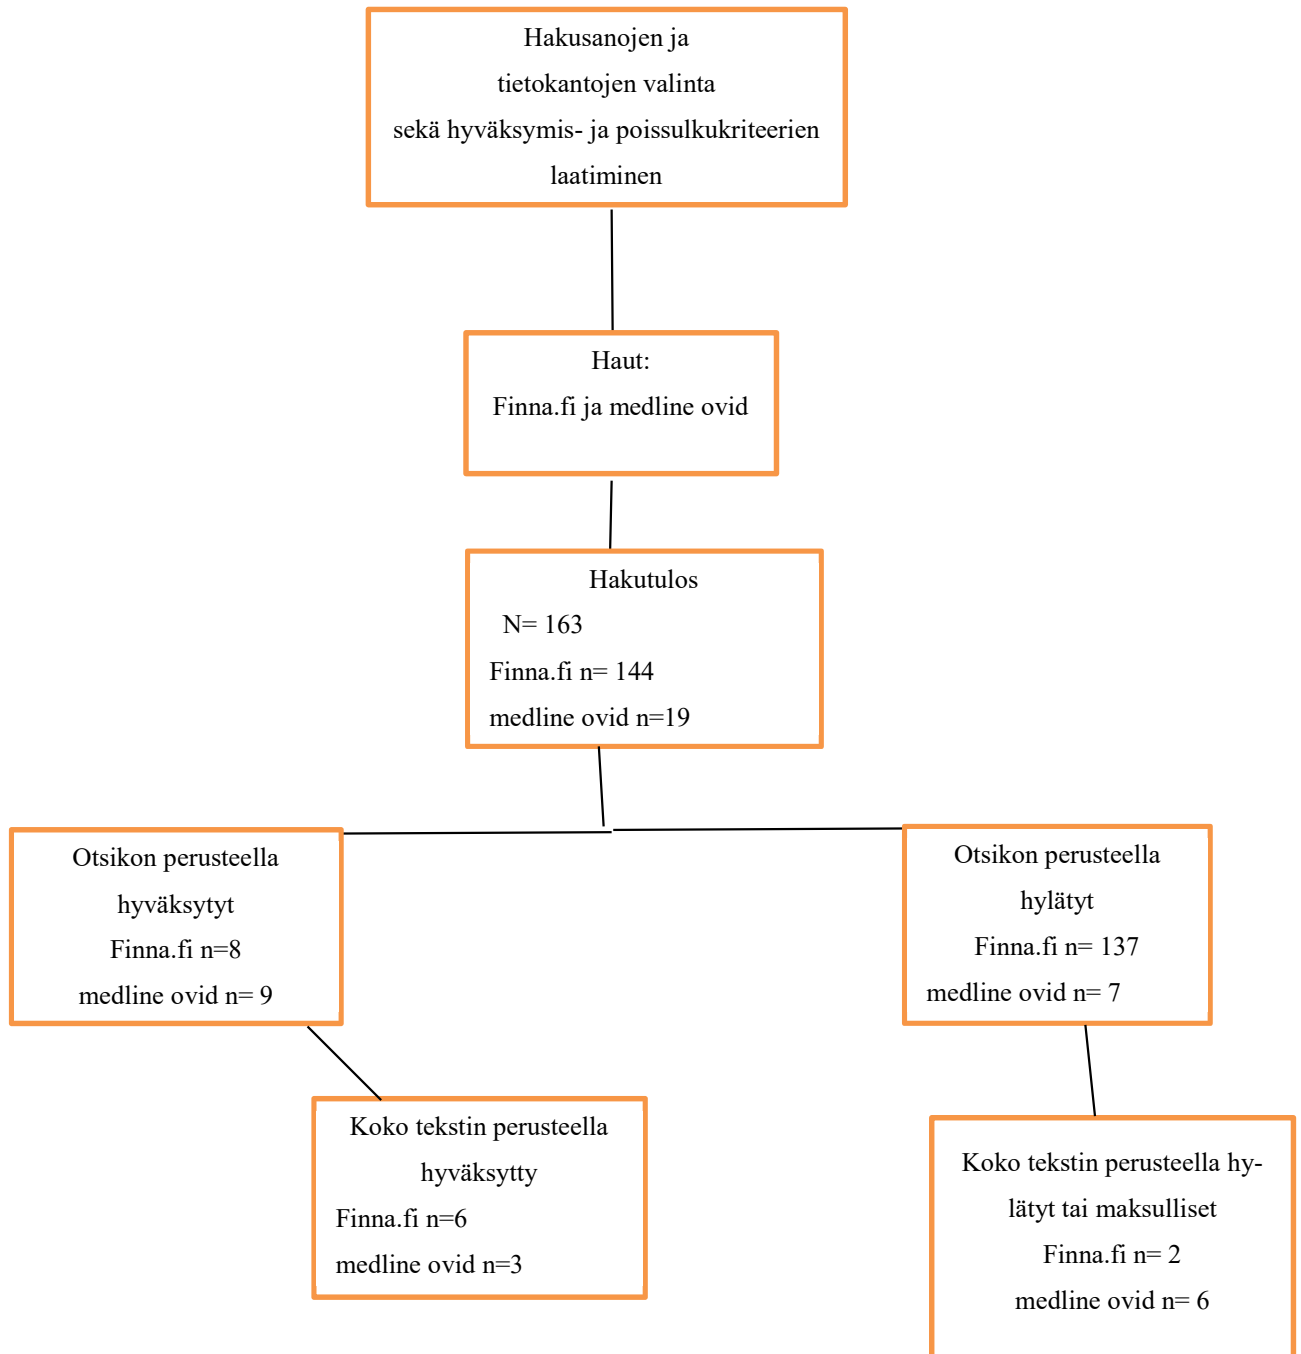 Hakusanojen ja
tietokantojen valinta
sekä hyväksymis- ja poissulkukriteerien
laatiminen
Haut:
Finna.fi ja medline ovid
Hakutulos
N= 163
Finna.fi n= 144
medline ovid n=19
Otsikon perusteella
hyväksytyt
Finna.fi n=8
medline ovid n= 9
Otsikon perusteella
hylätyt
Finna.fi n= 137
medline ovid n= 7
Koko tekstin perusteella
hyväksytty
Finna.fi n=6
medline ovid n=3
Koko tekstin perusteella hy-
lätyt tai maksulliset
Finna.fi n= 2
medline ovid n= 6